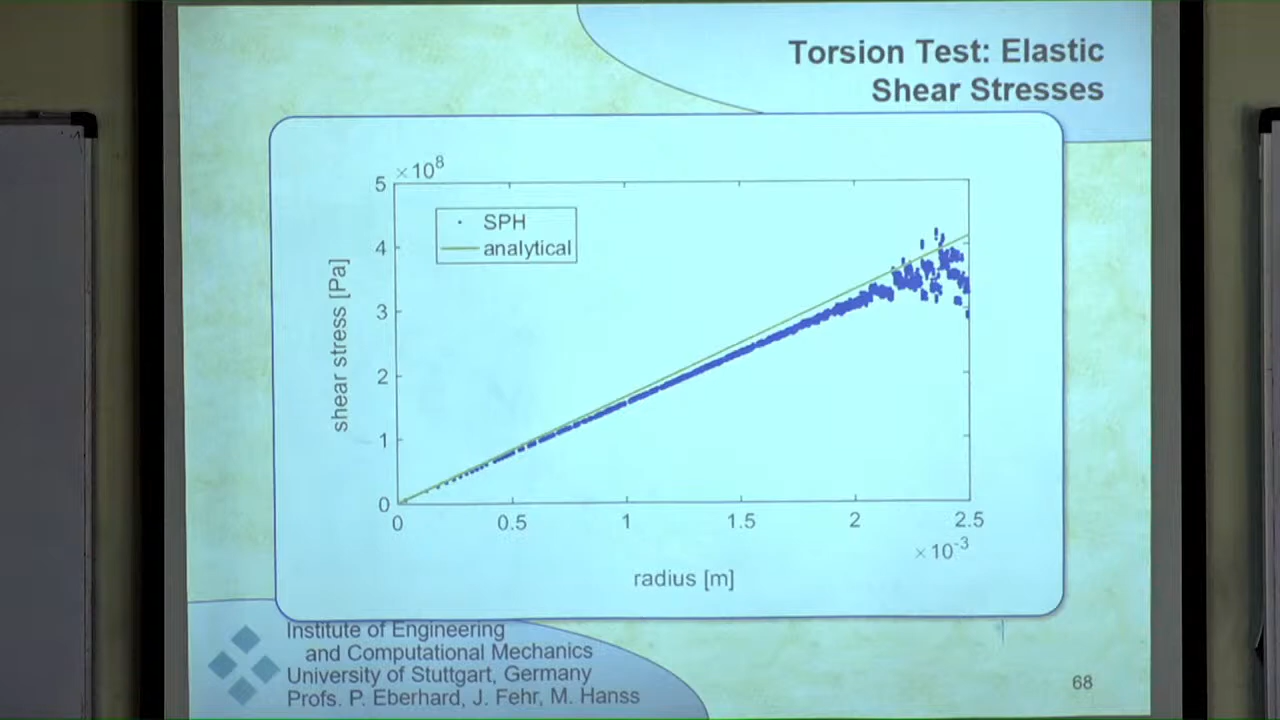 Torsion Test: Elastic
Shear Stresses
×10⁸
5
4
3
2
1
0
shear stress [Pa]
SPH
analytical
0 0.5 1 1.5 2 2.5
×10⁻³
radius [m]
Institute of Engineering
and Computational Mechanics
University of Stuttgart, Germany
Profs. P. Eberhard, J. Fehr, M. Hanss
68